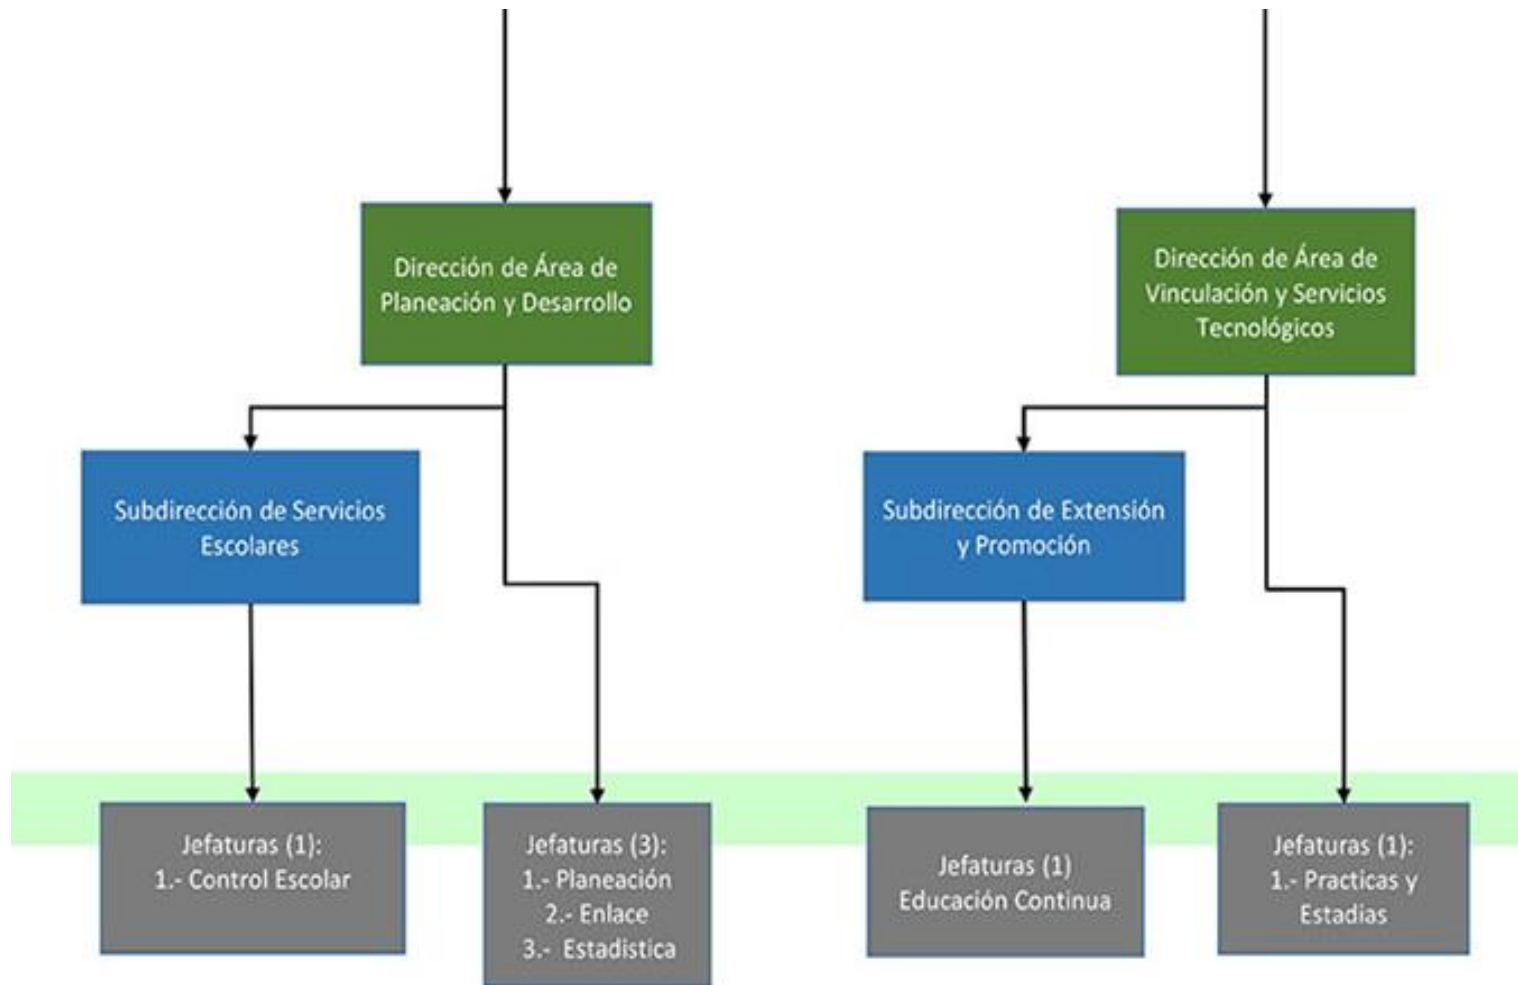 Dirección de Área de
Planeación y Desarrollo
Dirección de Área de
Vinculación y Servicios
Tecnológicos
Subdirección de Servicios
Escolares
Subdirección de Extensión
y Promoción
Jefaturas (1):
1.- Control Escolar
Jefaturas (3):
1.- Planeación
2.- Enlace
3.- Estadistica
Jefaturas (1)
Educación Continua
Jefaturas (1):
1.- Practicas y
Estadias